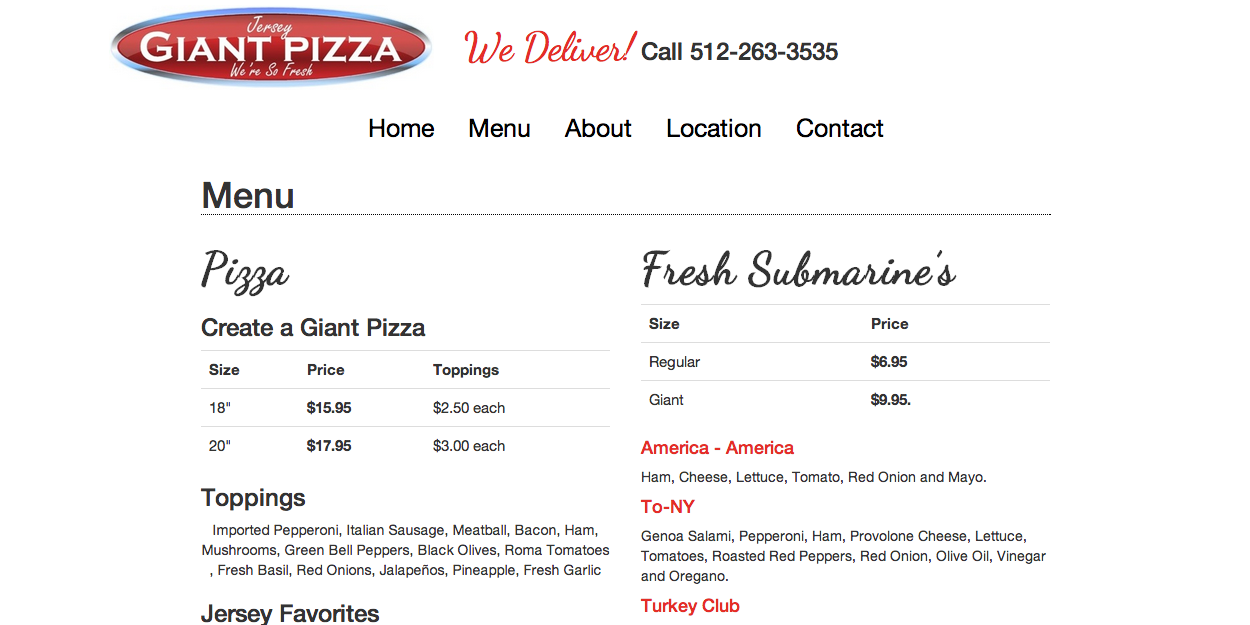 Jersey
GIANT PIZZA
We're So Fresh
We Deliver! Call 512-263-3535
Home Menu About Location Contact
Menu
Pizza
Create a Giant Pizza
Size Price Toppings
18" $15.95 $2.50 each
20" $17.95 $3.00 each
Toppings
Imported Pepperoni, Italian Sausage, Meatball, Bacon, Ham,
Mushrooms, Green Bell Peppers, Black Olives, Roma Tomatoes
, Fresh Basil, Red Onions, Jalapeños, Pineapple, Fresh Garlic
Jersey Favorites
Fresh Submarine's
Size Price
Regular $6.95
Giant $9.95.
America - America
Ham, Cheese, Lettuce, Tomato, Red Onion and Mayo.
To-NY
Genoa Salami, Pepperoni, Ham, Provolone Cheese, Lettuce,
Tomatoes, Roasted Red Peppers, Red Onion, Olive Oil, Vinegar
and Oregano.
Turkey Club